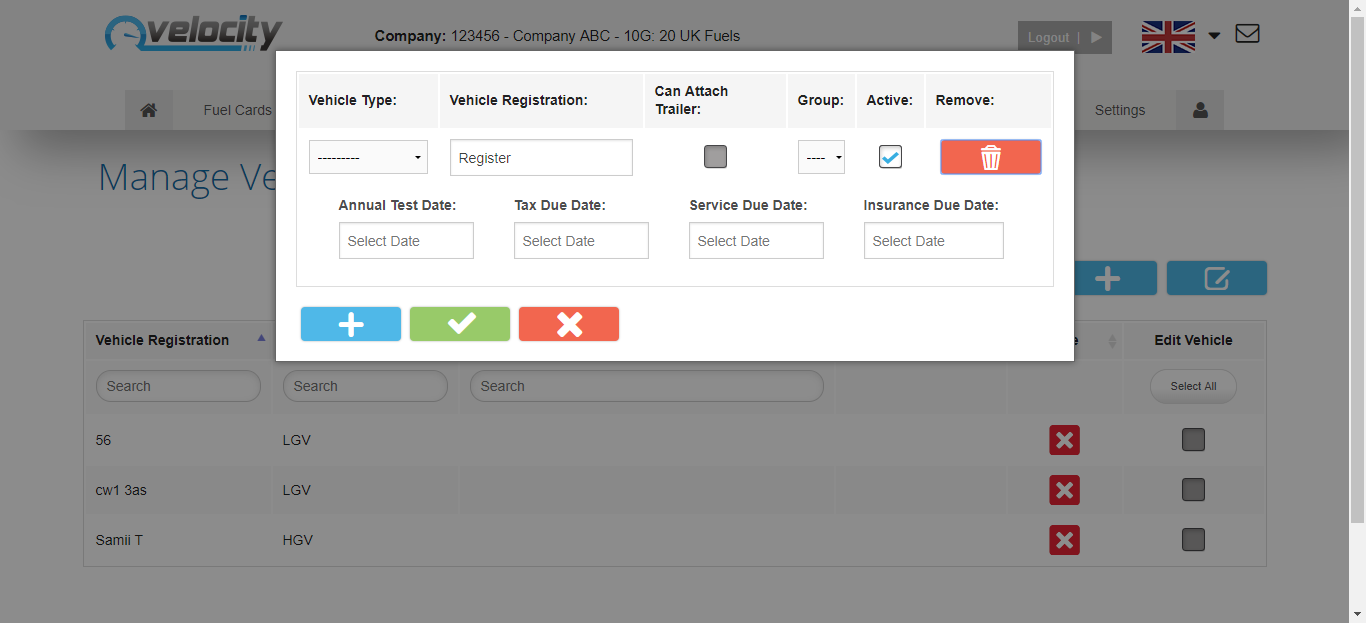 velocity
Company: 123456 - Company ABC - 10G: 20 UK Fuels
Logout |
Fuel Cards
Settings
Manage Ve
Vehicle Type:
Vehicle Registration:
Can Attach
Trailer:
Group:
Active:
Remove:
---------
Register
----
Annual Test Date:
Tax Due Date:
Service Due Date:
Insurance Due Date:
Select Date
Select Date
Select Date
Select Date
Vehicle Registration
e
Edit Vehicle
Search
Search
Search
Select All
56
LGV
cw1 3as
LGV
Samii T
HGV